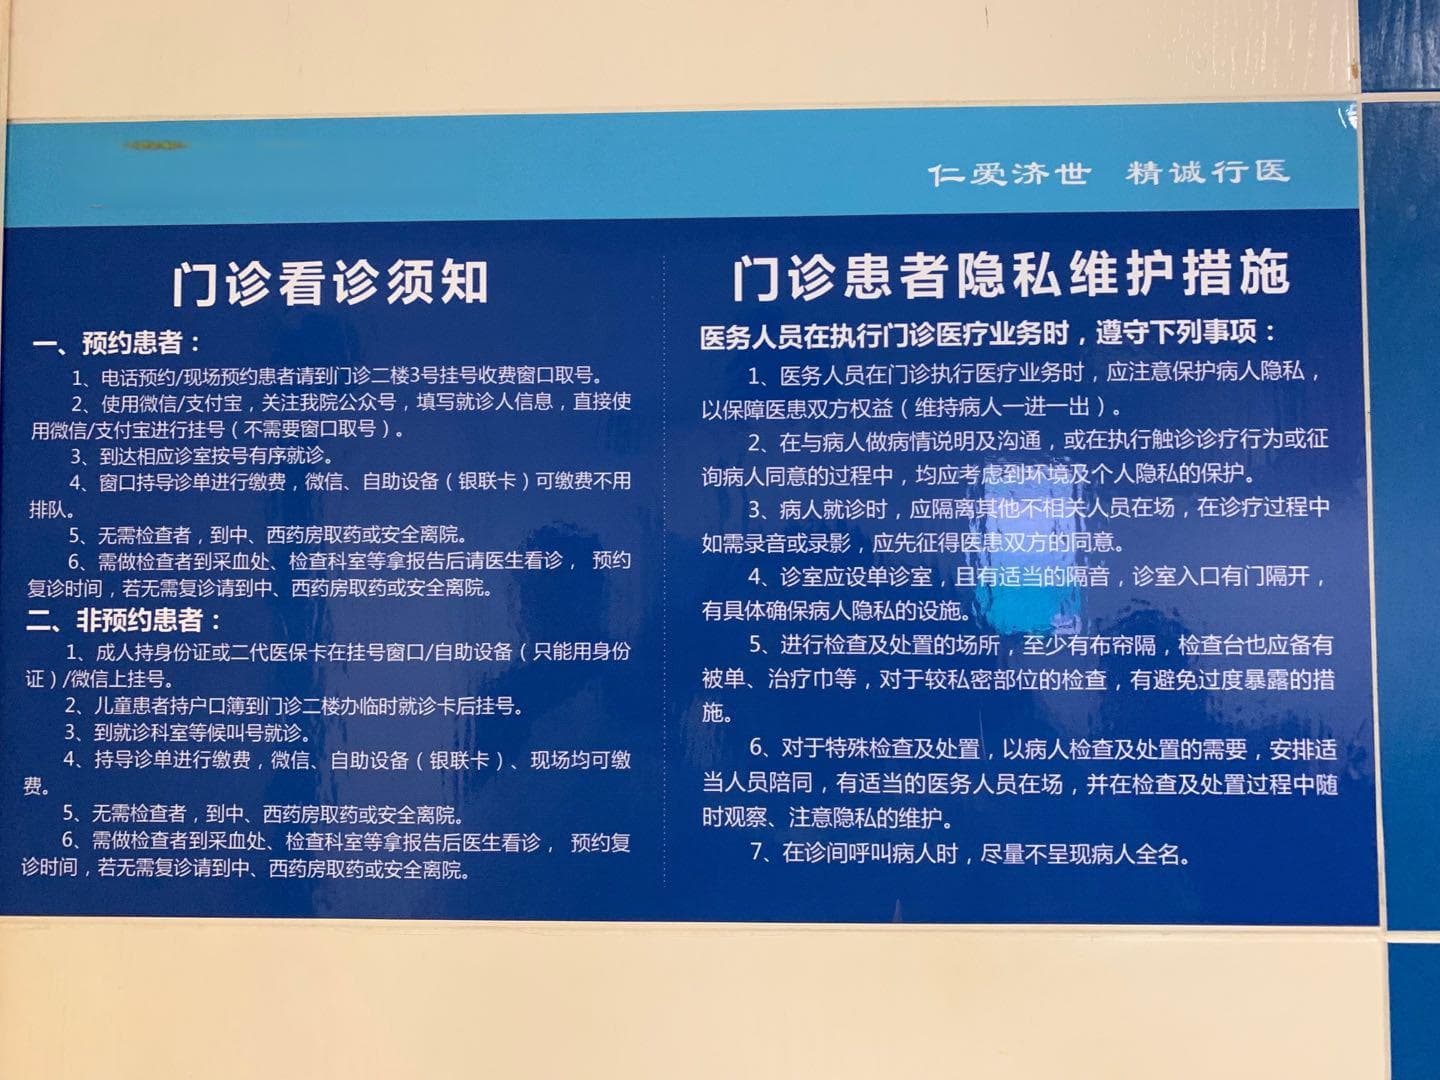 仁爱济世 精诚行医
门诊看诊须知
一、预约患者：
1、电话预约/现场预约患者请到门诊二楼3号挂号收费窗口取号。
2、使用微信/支付宝，关注我院公众号，填写就诊人信息，直接使
用微信/支付宝进行挂号（不需要窗口取号）。
3、到达相应诊室按号有序就诊。
4、窗口持导诊单进行缴费，微信、自助设备（银联卡）可缴费不用
排队。
5、无需检查者，到中、西药房取药或安全离院。
6、需做检查者到采血处、检查科室等拿报告后请医生看诊， 预约
复诊时间，若无需复诊请到中、西药房取药或安全离院。
二、非预约患者：
1、成人持身份证或二代医保卡在挂号窗口/自助设备（只能用身份
证）/微信上挂号。
2、儿童患者持户口薄到门诊二楼办临时就诊卡后挂号。
3、到就诊科室等候叫号就诊。
4、持导诊单进行缴费，微信、自助设备（银联卡）、现场均可缴
费。
5、无需检查者，到中、西药房取药或安全离院。
6、需做检查者到采血处、检查科室等拿报告后医生看诊， 预约复
诊时间，若无需复诊请到中、西药房取药或安全离院。
门诊患者隐私维护措施
医务人员在执行门诊医疗业务时，遵守下列事项：
1、医务人员在门诊执行医疗业务时，应注意保护病人隐私，
以保障医患双方权益（维持病人一进一出）。
2、在与病人做病情说明及沟通，或在执行触诊诊疗行为或征
询病人同意的过程中，均应考虑到环境及个人隐私的保护。
3、病人就诊时，应隔离其他不相关人员在场，在诊疗过程中
如需录音或录影，应先征得医患双方的同意。
4、诊室应设单诊室，且有适当的隔音，诊室入口有门隔开，
有具体确保病人隐私的设施。
5、进行检查及处置的场所，至少有布帘隔，检查台也应备有
被单、治疗巾等，对于较私密部位的检查，有避免过度暴露的措
施。
6、对于特殊检查及处置，以病人检查及处置的需要，安排适
当人员陪同，有适当的医务人员在场，并在检查及处置过程中随
时观察、注意隐私的维护。
7、在诊间呼叫病人时，尽量不呈现病人全名。